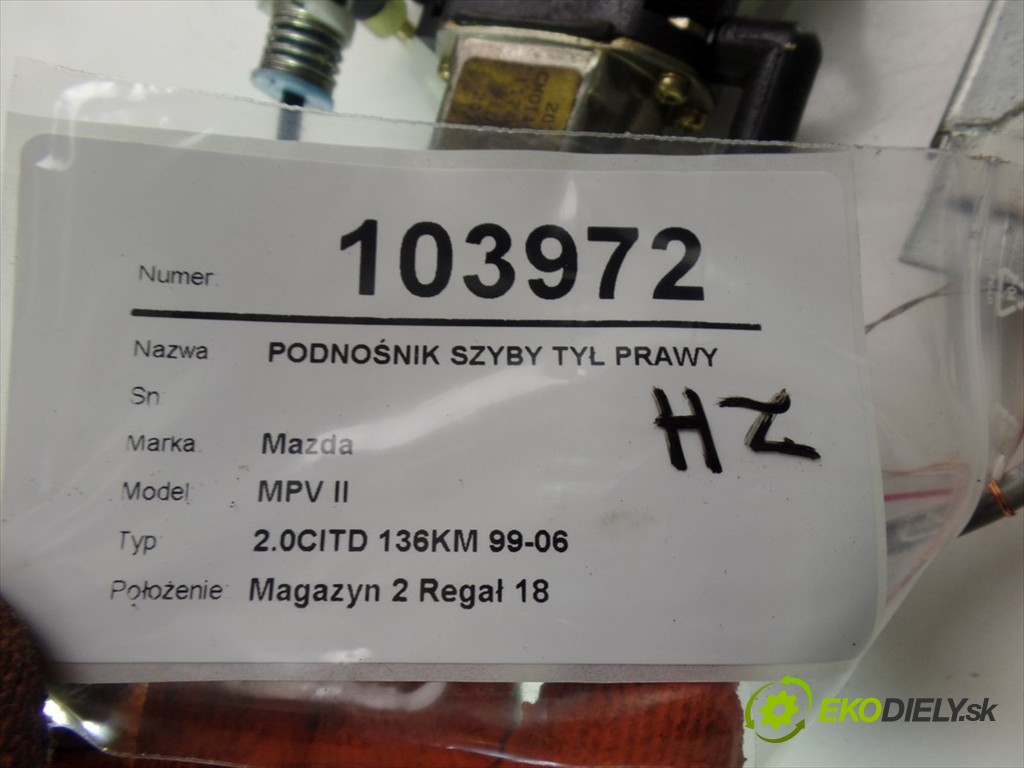 Numer: 103972
Nazwa PODNOŚNIK SZYBY TYŁ PRAWY
Sn
Marka Mazda
HZ
Model MPV II
Typ 2.0CITD 136KM 99-06
Położenie: Magazyn 2 Regał 18
EKODIELY.sk